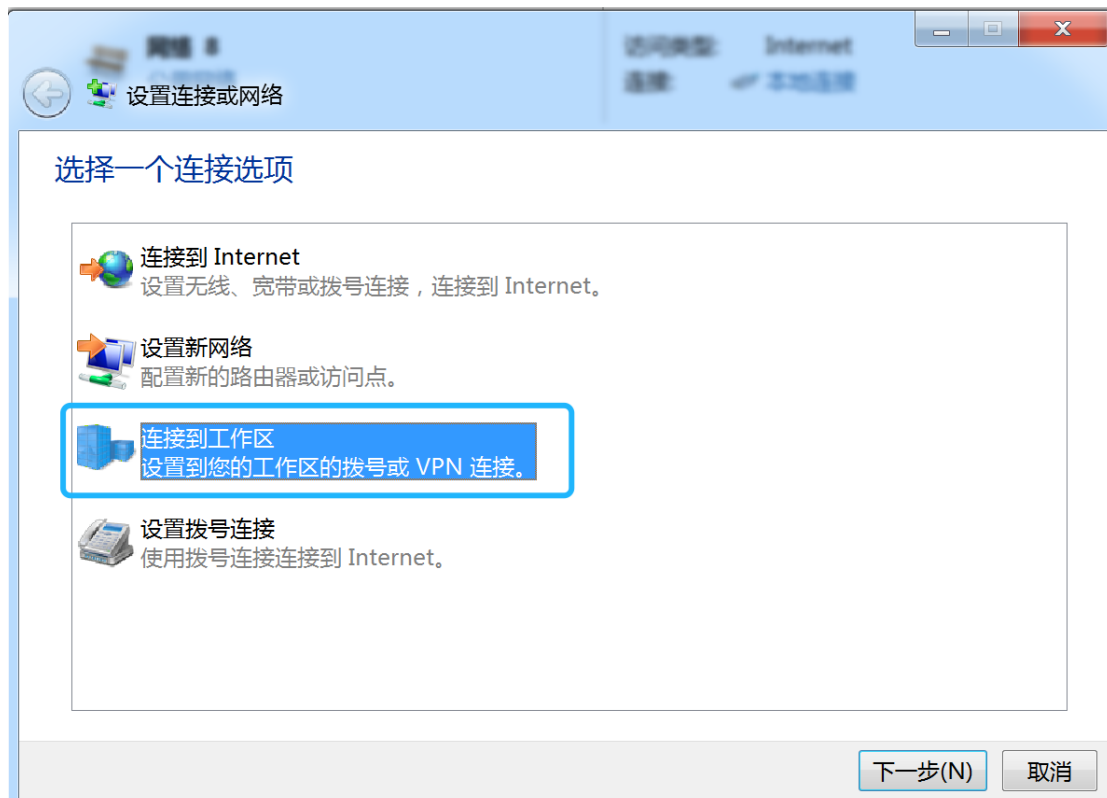 网络 8
访问类型: Internet
连接: 本地连接
设置连接或网络
选择一个连接选项
连接到 Internet
设置无线、宽带或拨号连接，连接到 Internet。
设置新网络
配置新的路由器或访问点。
连接到工作区
设置到您的工作区的拨号或 VPN 连接。
设置拨号连接
使用拨号连接连接到 Internet。
下一步(N)
取消